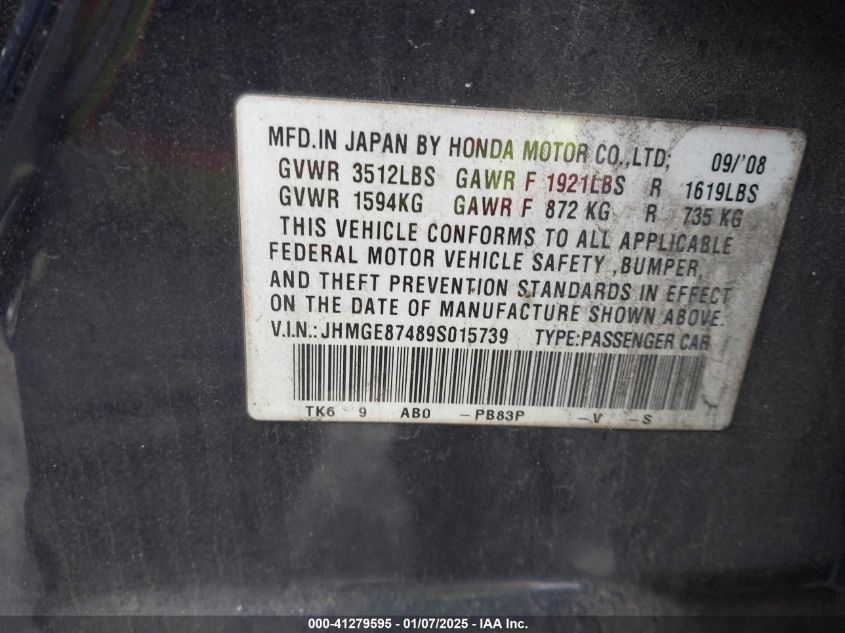 MFD.IN JAPAN BY HONDA MOTOR CO.,LTD; 09/'08
GVWR 3512LBS GAWR F 1921LBS R 1619LBS
GVWR 1594KG GAWR F 872 KG R 735 KG
THIS VEHICLE CONFORMS TO ALL APPLICABLE
FEDERAL MOTOR VEHICLE SAFETY ,BUMPER,
AND THEFT PREVENTION STANDARDS IN EFFECT
ON THE DATE OF MANUFACTURE SHOWN ABOVE.
V.I.N.:JHMGE87489S015739 TYPE:PASSENGER CAR
TK6 9 AB0 -PB83P -V -S
000-41279595 - 01/07/2025 - IAA Inc.